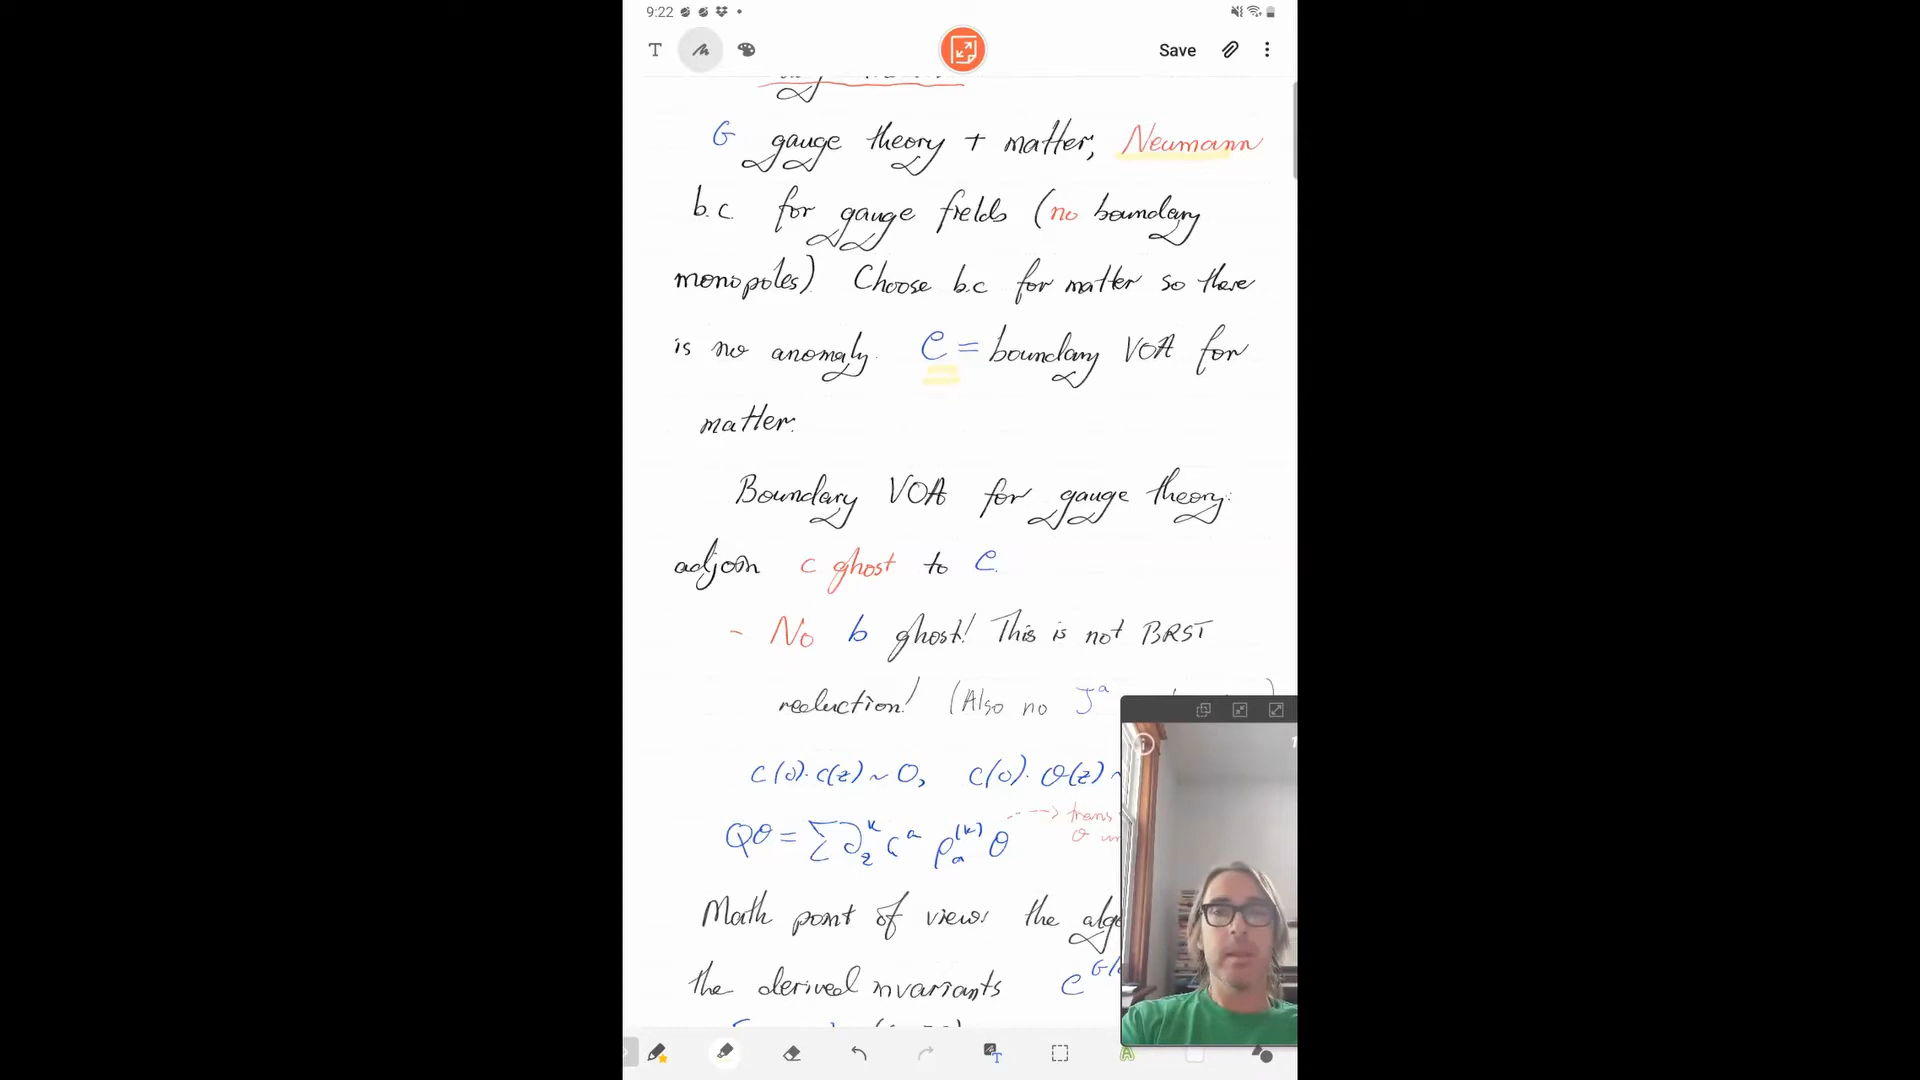 9:22
T
Save
G gauge theory + matter, Neumann
b.c. for gauge fields (no boundary
monopoles) Choose b.c for matter so there
is no anomaly. C = boundary VOA for
matter.
Boundary VOA for gauge theory:
adjoin c ghost to C.
- No b ghost! This is not BRST
reduction! (Also no J^a
c(0)·c(z) ~ 0, c(0)·O(z) ~
QO = ∑ ∂_z^k c^a ρ_a^(k) O
--> trans
O
Math point of view: the
the derived invariants C
T
A